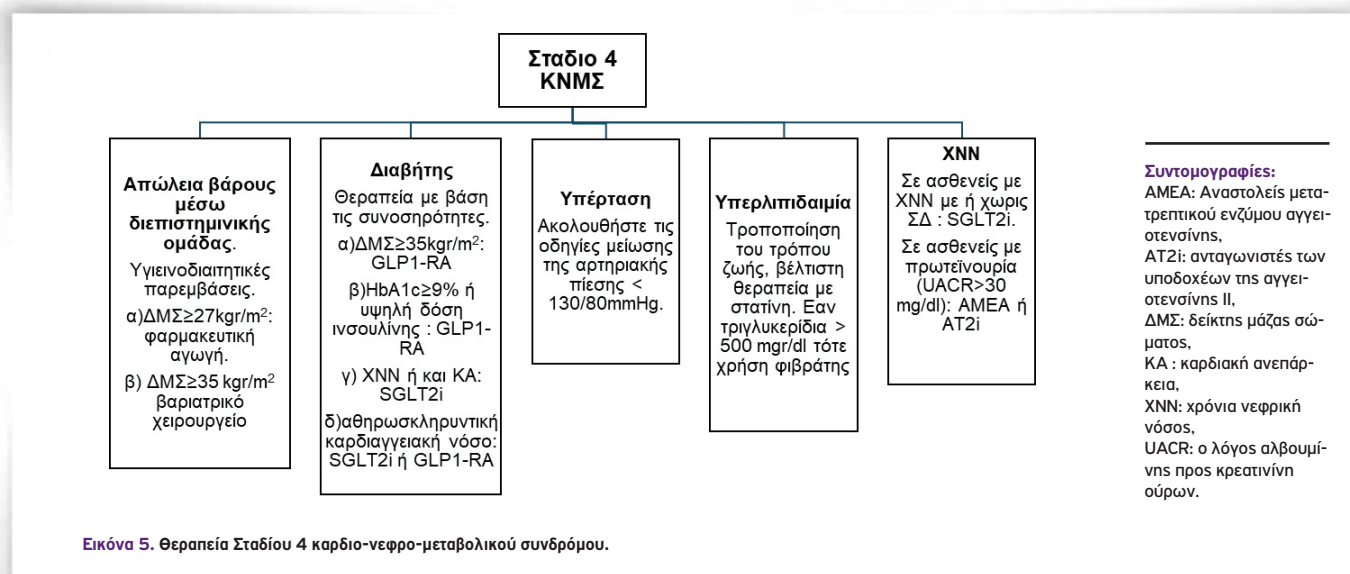 Σταδιο 4
ΚΝΜΣ
Απώλεια βάρους
μέσω
διεπιστημινικής
ομάδας.
Υγιεινοδιαιτητικές
παρεμβάσεις.
α)ΔΜΣ≥27kgr/m²:
φαρμακευτική
αγωγή.
β) ΔΜΣ≥35 kgr/m²
βαριατρικό
χειρουργείο
Διαβήτης
Θεραπεία με βάση
τις συνοσηρότητες.
α)ΔΜΣ≥35kgr/m²:
GLP1-RA
β)HbA1c≥9% ή
υψηλή δόση
ινσουλίνης : GLP1-
RA
γ) ΧΝΝ ή και ΚΑ:
SGLT2i
δ)αθηρωσκληρυντική
καρδιαγγειακή νόσο:
SGLT2i ή GLP1-RA
Υπέρταση
Ακολουθήστε τις
οδηγίες μείωσης
της αρτηριακής
πίεσης <
130/80mmHg.
Υπερλιπιδαιμία
Τροποποίηση
του τρόπου
ζωής, βέλτιστη
θεραπεία με
στατίνη. Εαν
τριγλυκερίδια >
500 mgr/dl τότε
χρήση φιβράτης
ΧΝΝ
Σε ασθενείς με
ΧΝΝ με ή χωρίς
ΣΔ : SGLT2i.
Σε ασθενείς με
πρωτεϊνουρία
(UACR>30
mg/dl): ΑΜΕΑ ή
AT2i
Συντομογραφίες:
ΑΜΕΑ: Αναστολείς μετα-
τρεπτικού ενζύμου αγγει-
οτενσίνης,
AT2i: ανταγωνιστές των
υποδοχέων της αγγει-
οτενσίνης ΙΙ,
ΔΜΣ: δείκτης μάζας σώ-
ματος,
ΚΑ : καρδιακή ανεπάρ-
κεια,
ΧΝΝ: χρόνια νεφρική
νόσος,
UACR: ο λόγος αλβουμί-
νης προς κρεατινίνη
ούρων.
Εικόνα 5. Θεραπεία Σταδίου 4 καρδιο-νεφρο-μεταβολικού συνδρόμου.